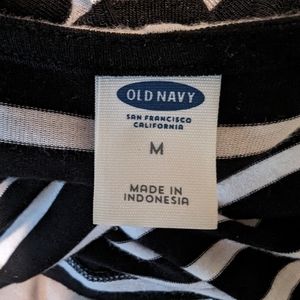 OLD NAVY
SAN FRANCISCO
CALIFORNIA
M
MADE IN
INDONESIA